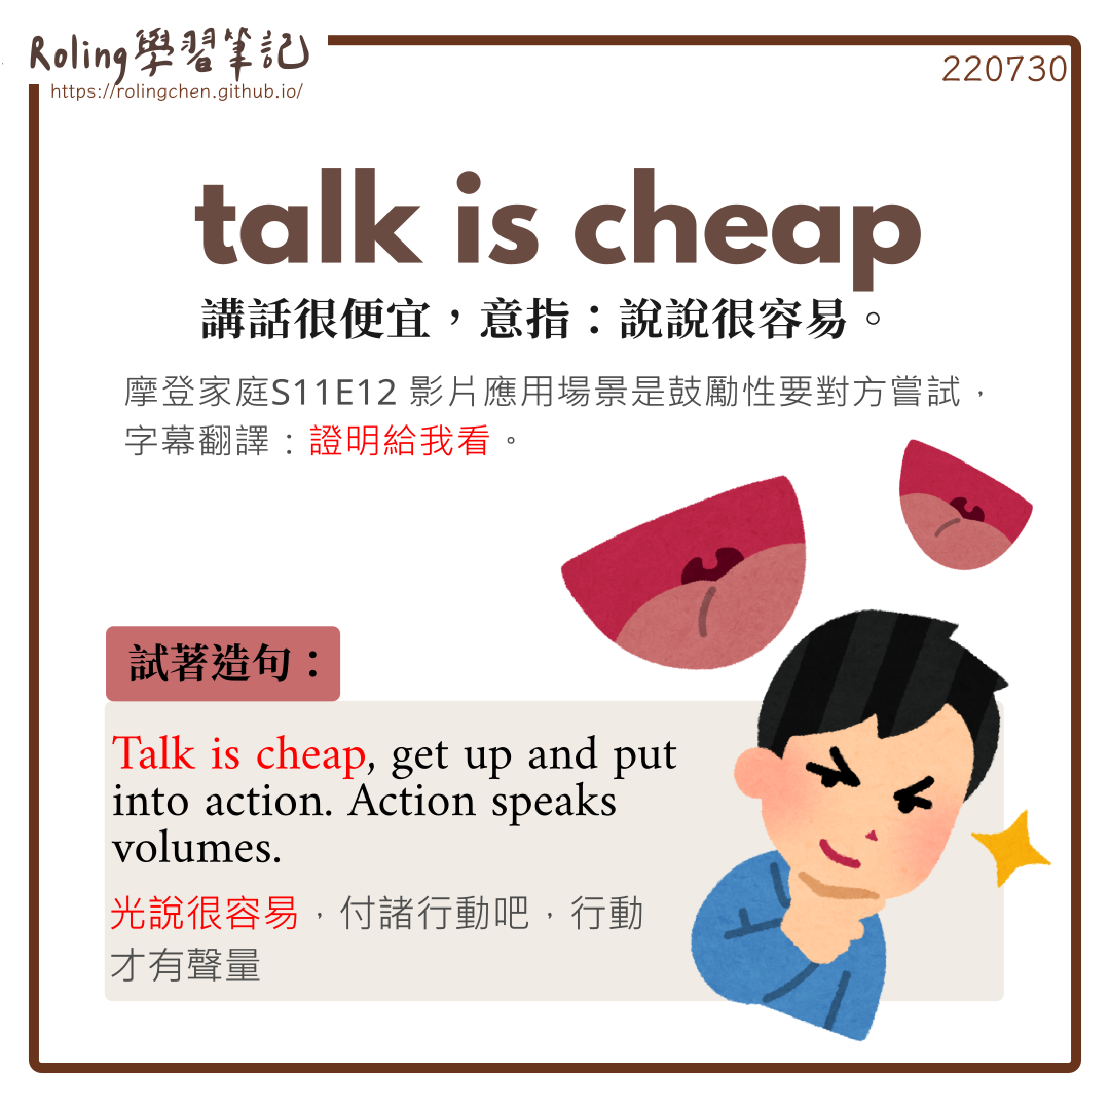 Roling學習筆記
https://rolingchen.github.io/
220730
talk is cheap
講話很便宜，意指：說說很容易。
摩登家庭S11E12 影片應用場景是鼓勵性要對方嘗試，
字幕翻譯：證明給我看。
試著造句：
Talk is cheap, get up and put
into action. Action speaks
volumes.
光說很容易，付諸行動吧，行動
才有聲量